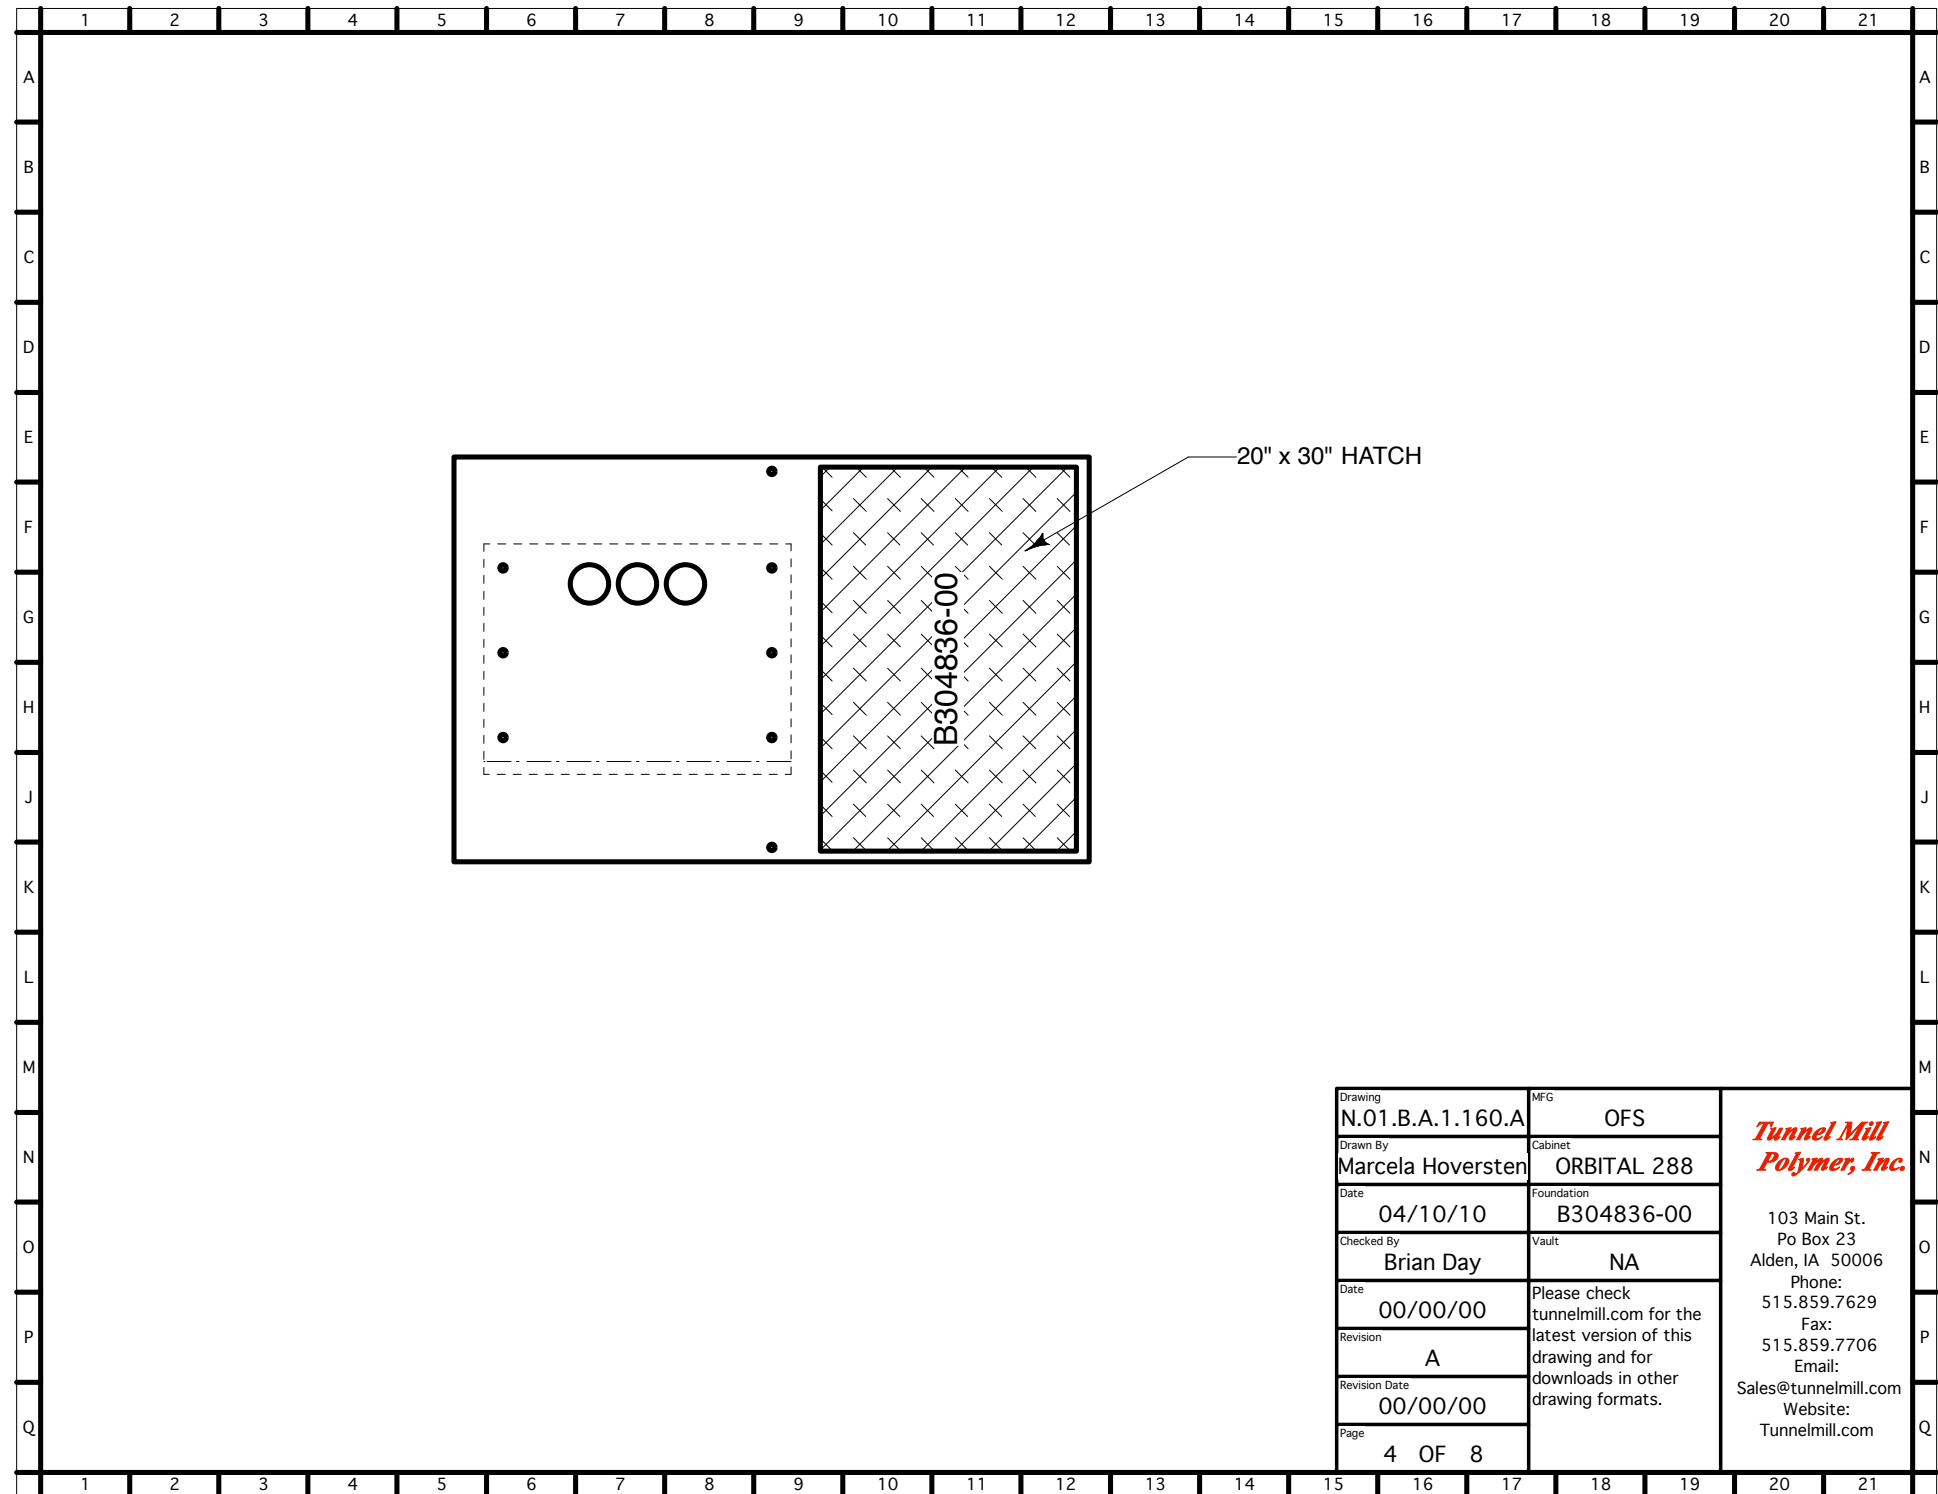 1 2 3 4 5 6 7 8 9 10 11 12 13 14 15 16 17 18 19 20 21
A A
B B
C C
D D
E E
20" x 30" HATCH
F F
G G
B304836-00
H H
J J
K K
L L
M M
N N
O O
P P
Q Q
Drawing
N.01.B.A.1.160.A
Drawn By
Marcela Hoversten
Date
04/10/10
Checked By
Brian Day
Date
00/00/00
Revision
A
Revision Date
00/00/00
Page
4 OF 8
MFG
OFS
Cabinet
ORBITAL 288
Foundation
B304836-00
Vault
NA
Please check
tunnelmill.com for the
latest version of this
drawing and for
downloads in other
drawing formats.
Tunnel Mill
Polymer, Inc.
103 Main St.
Po Box 23
Alden, IA 50006
Phone:
515.859.7629
Fax:
515.859.7706
Email:
Sales@tunnelmill.com
Website:
Tunnelmill.com
1 2 3 4 5 6 7 8 9 10 11 12 13 14 15 16 17 18 19 20 21